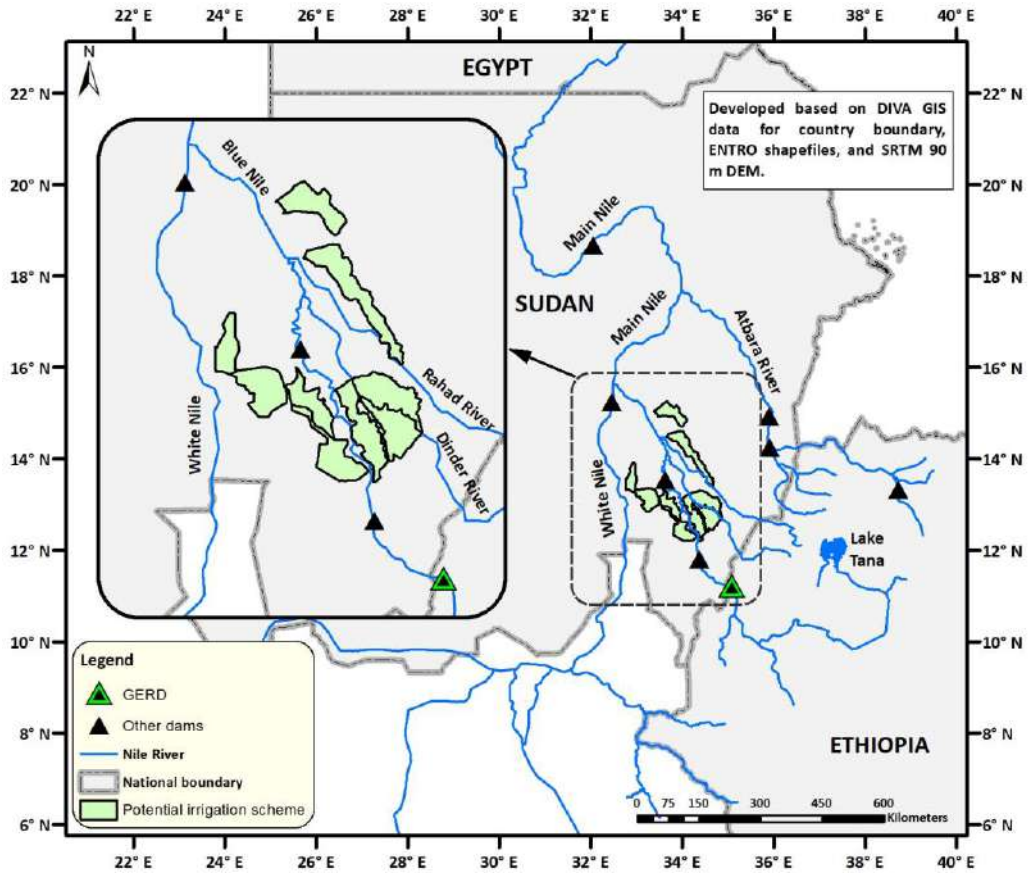 22° E 24° E 26° E 28° E 30° E 32° E 34° E 36° E 38° E 40° E
N
EGYPT
22° N
22° N
Developed based on DIVA GIS
data for country boundary,
ENTRO shapefiles, and SRTM 90
m DEM.
Blue Nile
20° N
20° N
Main Nile
18° N
18° N
SUDAN
Main Nile
Atbara River
16° N
16° N
Rahad River
White Nile
Dinder River
14° N
14° N
White Nile
12° N
12° N
Lake
Tana
10° N
10° N
Legend
GERD
Other dams
Nile River
National boundary
Potential irrigation scheme
8° N
8° N
ETHIOPIA
0 75 150 300 450 600
Kilometers
6° N
6° N
22° E 24° E 26° E 28° E 30° E 32° E 34° E 36° E 38° E 40° E